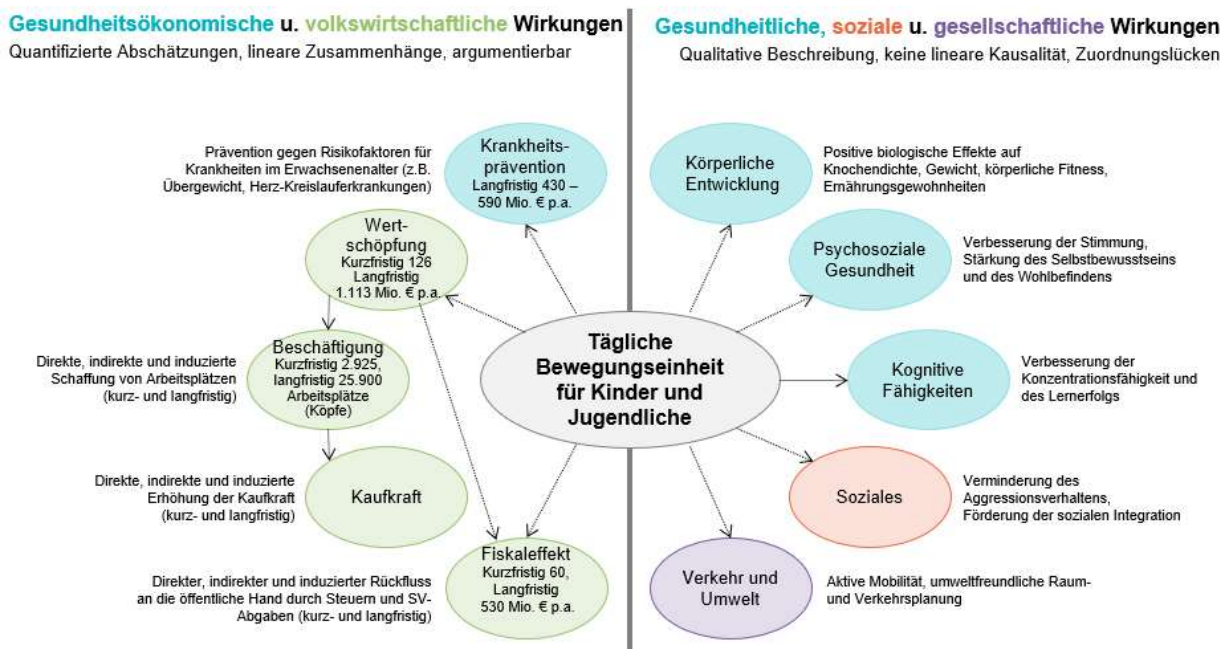 Gesundheitsökonomische u. volkswirtschaftliche Wirkungen
Quantifizierte Abschätzungen, lineare Zusammenhänge, argumentierbar
Prävention gegen Risikofaktoren für
Krankheiten im Erwachsenenalter (z.B.
Übergewicht, Herz-Kreislauferkrankungen)
Krankheits-
prävention
Langfristig 430 –
590 Mio. € p.a.
Wert-
schöpfung
Kurzfristig 126
Langfristig
1.113 Mio. € p.a.
Direkte, indirekte und induzierte
Schaffung von Arbeitsplätzen
(kurz- und langfristig)
Beschäftigung
Kurzfristig 2.925,
langfristig 25.900
Arbeitsplätze
(Köpfe)
Direkte, indirekte und induzierte
Erhöhung der Kaufkraft
(kurz- und langfristig)
Kaufkraft
Direkter, indirekter und induzierter Rückfluss
an die öffentliche Hand durch Steuern und SV-
Abgaben (kurz- und langfristig)
Fiskaleffekt
Kurzfristig 60,
Langfristig
530 Mio. € p.a.
Tägliche
Bewegungseinheit
für Kinder und
Jugendliche
Gesundheitliche, soziale u. gesellschaftliche Wirkungen
Qualitative Beschreibung, keine lineare Kausalität, Zuordnungslücken
Körperliche
Entwicklung
Positive biologische Effekte auf
Knochendichte, Gewicht, körperliche Fitness,
Ernährungsgewohnheiten
Psychosoziale
Gesundheit
Verbesserung der Stimmung,
Stärkung des Selbstbewusstseins
und des Wohlbefindens
Kognitive
Fähigkeiten
Verbesserung der
Konzentrationsfähigkeit und
des Lernerfolgs
Soziales
Verminderung des
Aggressionsverhaltens,
Förderung der sozialen Integration
Verkehr und
Umwelt
Aktive Mobilität, umweltfreundliche Raum-
und Verkehrsplanung